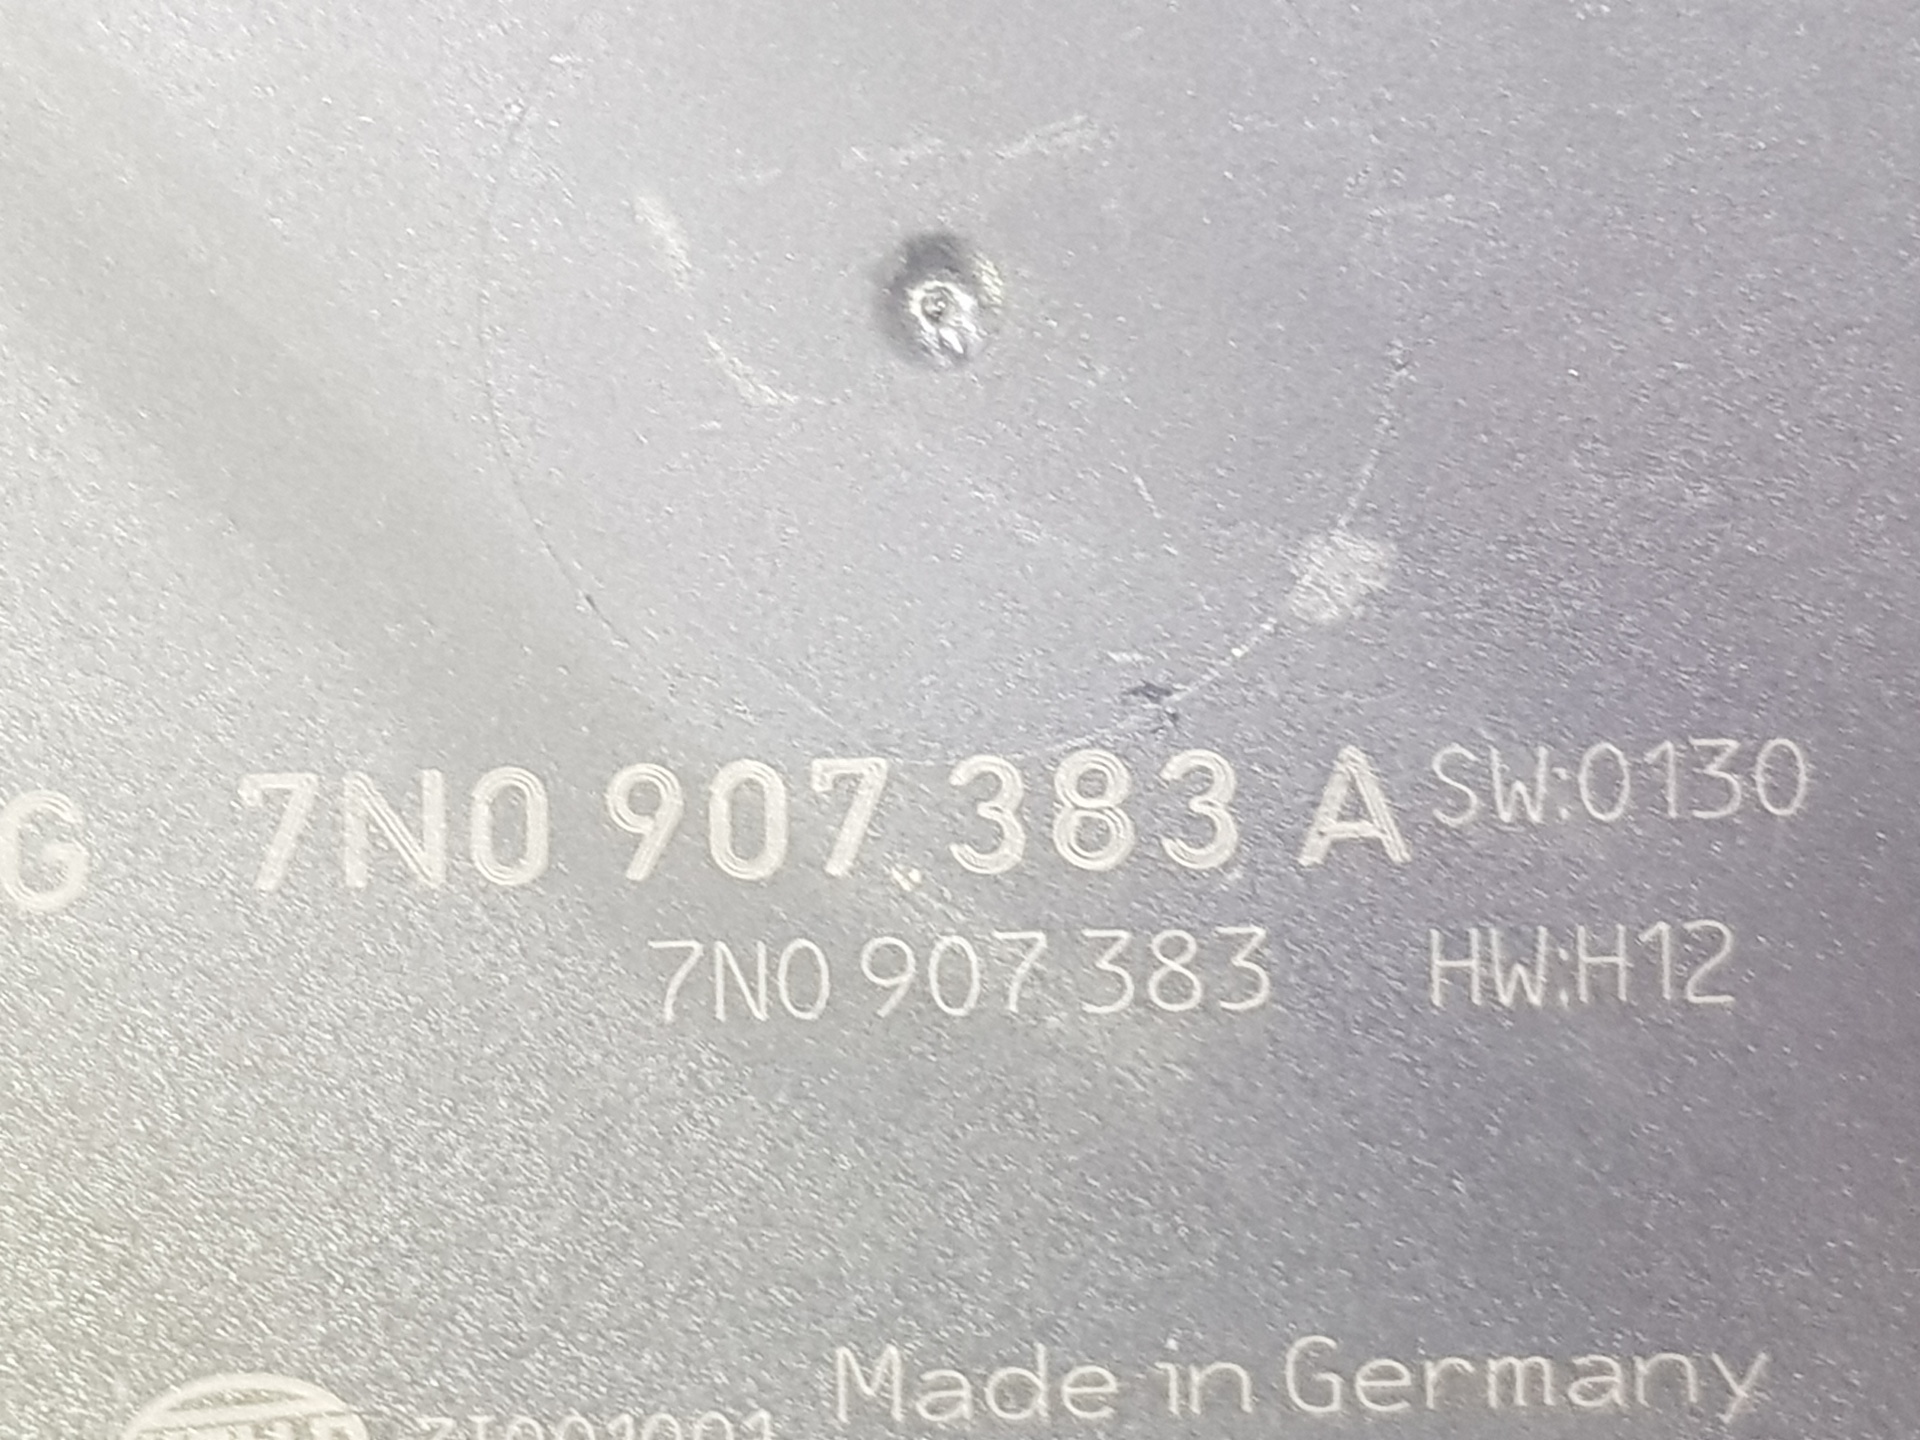 G 7N0 907 383 A SW:0130
7N0 907 383 HW:H12
Made in Germany